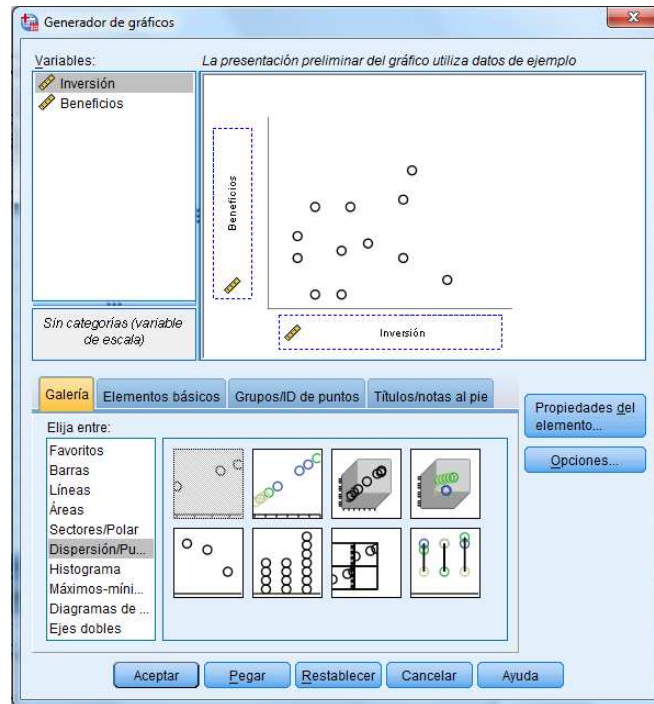 Generador de gráficos
Variables:
La presentación preliminar del gráfico utiliza datos de ejemplo
Inversión
Beneficios
Beneficios
Inversión
Sin categorías (variable
de escala)
Galería
Elementos básicos
Grupos/ID de puntos
Títulos/notas al pie
Elija entre:
Favoritos
Barras
Líneas
Áreas
Sectores/Polar
Dispersión/Pu...
Histograma
Máximos-míni...
Diagramas de ...
Ejes dobles
Propiedades del
elemento...
Opciones...
Aceptar
Pegar
Restablecer
Cancelar
Ayuda